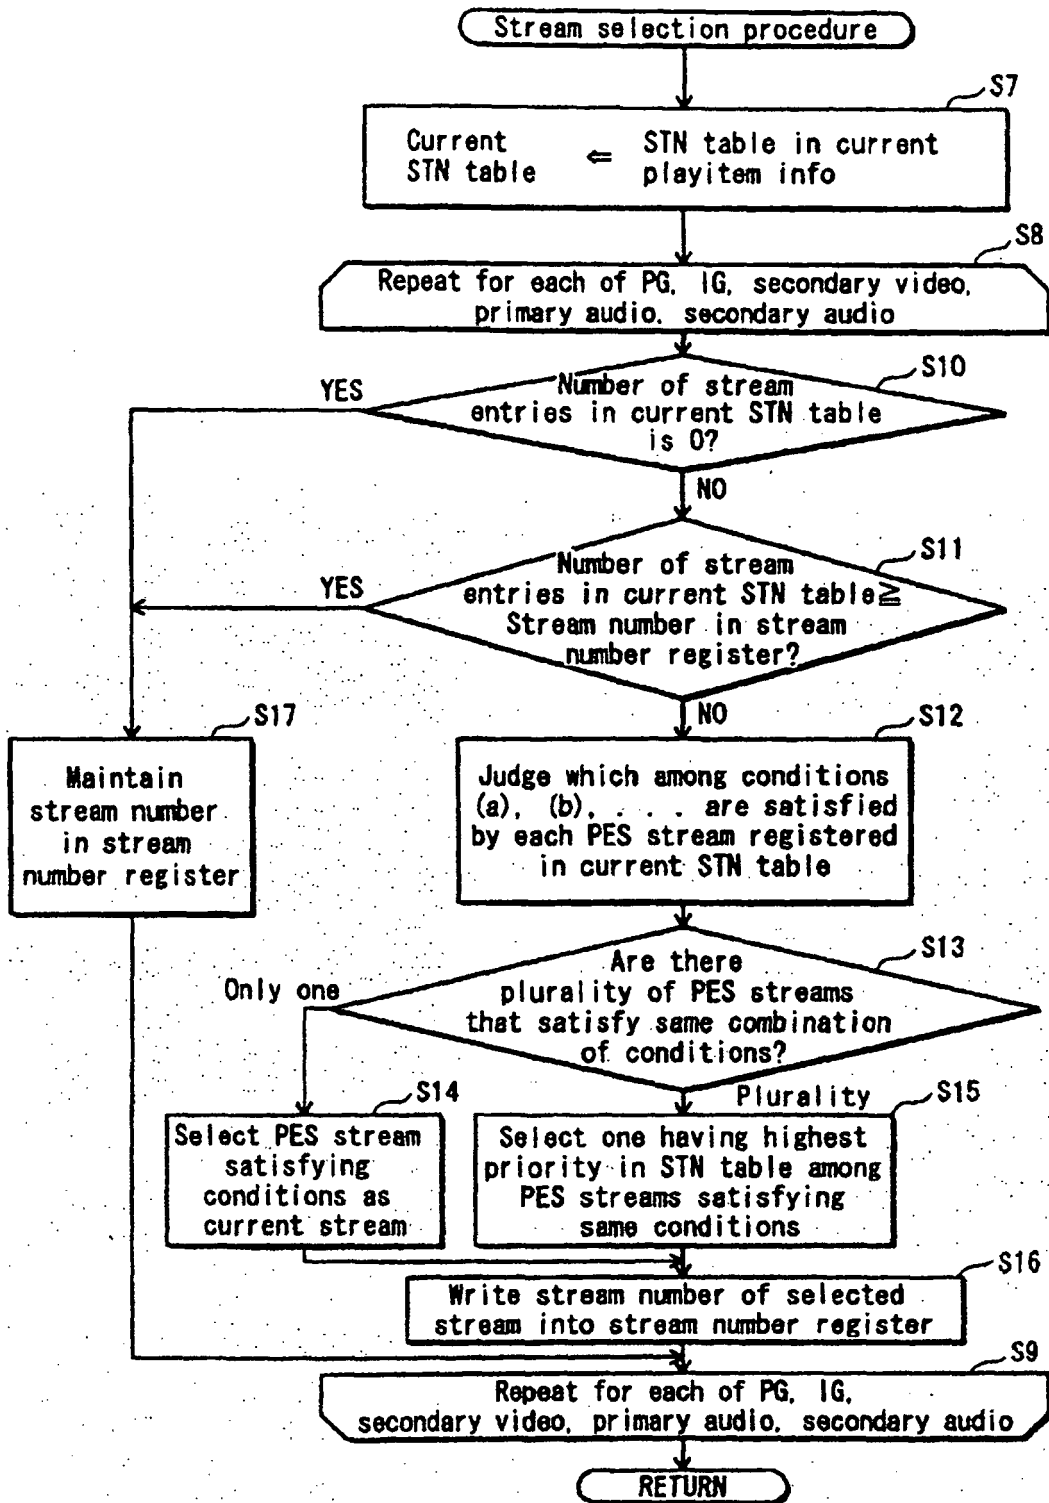 Stream selection procedure
S7
Current
STN table
⇐
STN table in current
playitem info
S8
Repeat for each of PG, IG, secondary video,
primary audio, secondary audio
S10
YES
Number of stream
entries in current STN table
is 0?
NO
S11
YES
Number of stream
entries in current STN table≧
Stream number in stream
number register?
NO
S17
Maintain
stream number
in stream
number register
S12
Judge which among conditions
(a), (b), . . . are satisfied
by each PES stream registered
in current STN table
S13
Only one
Are there
plurality of PES streams
that satisfy same combination
of conditions?
Plurality
S14
Select PES stream
satisfying
conditions as
current stream
S15
Select one having highest
priority in STN table among
PES streams satisfying
same conditions
S16
Write stream number of selected
stream into stream number register
S9
Repeat for each of PG, IG,
secondary video, primary audio, secondary audio
RETURN